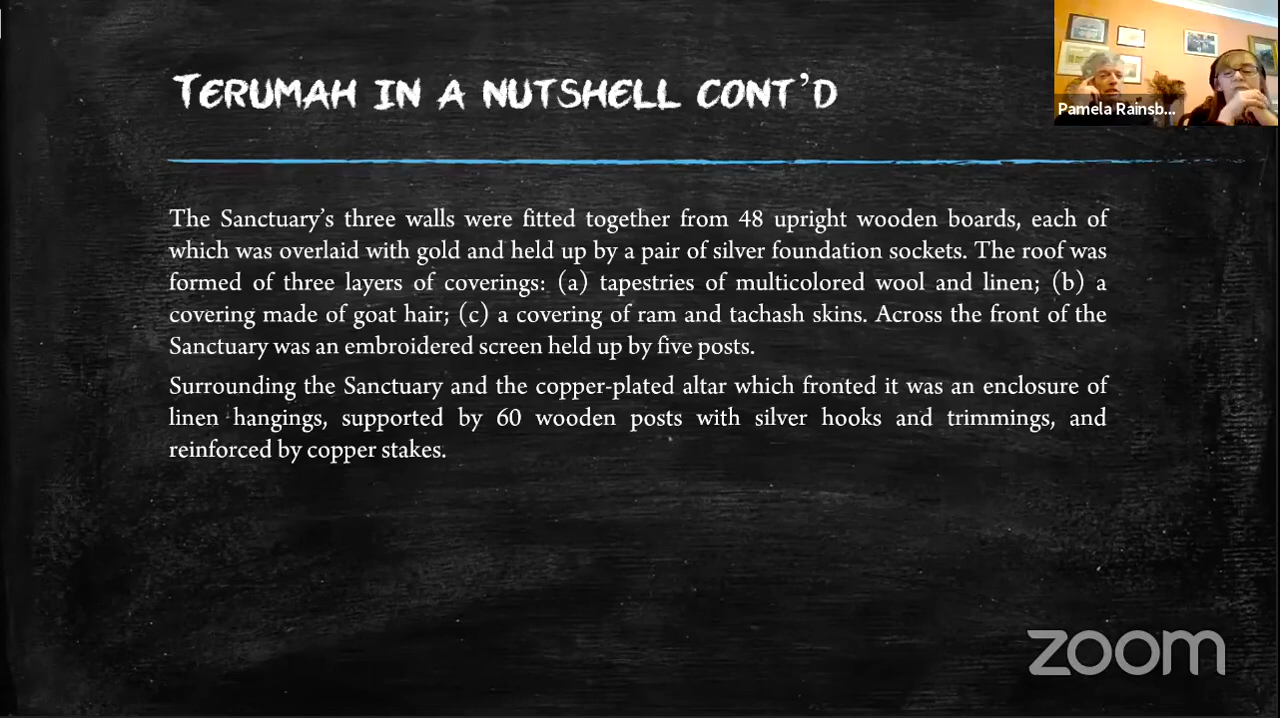 TERUMAH IN A NUTSHELL CONT'D
Pamela Rainsb...
The Sanctuary's three walls were fitted together from 48 upright wooden boards, each of
which was overlaid with gold and held up by a pair of silver foundation sockets. The roof was
formed of three layers of coverings: (a) tapestries of multicolored wool and linen; (b) a
covering made of goat hair; (c) a covering of ram and tachash skins. Across the front of the
Sanctuary was an embroidered screen held up by five posts.
Surrounding the Sanctuary and the copper-plated altar which fronted it was an enclosure of
linen hangings, supported by 60 wooden posts with silver hooks and trimmings, and
reinforced by copper stakes.
zoom